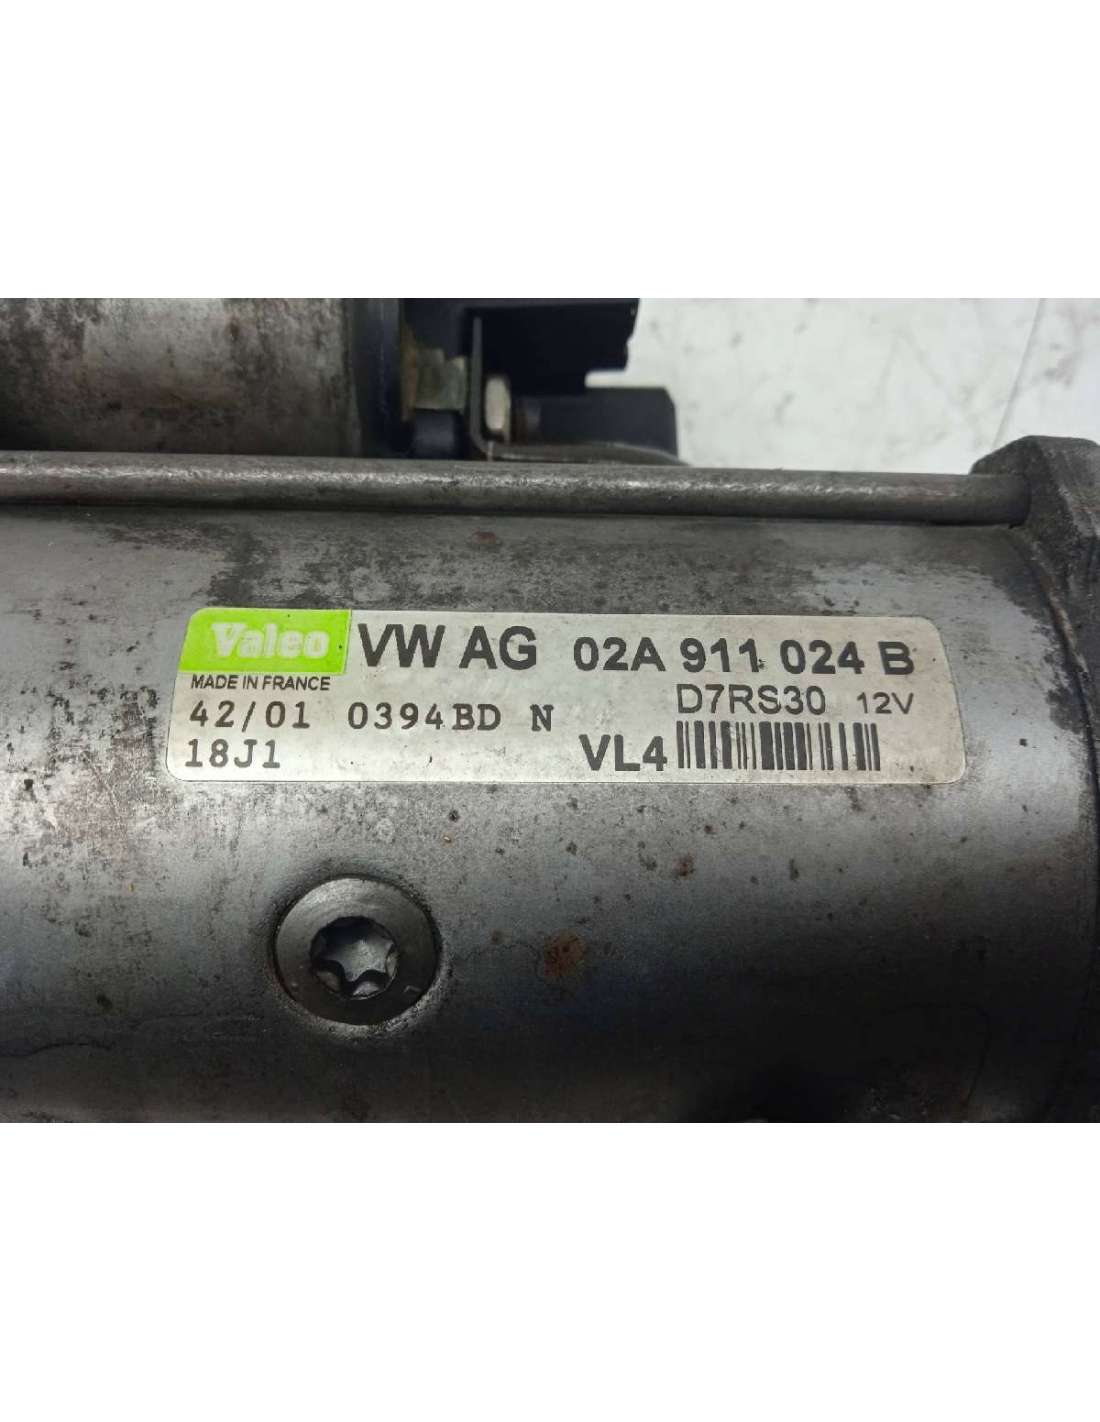 Valeo VW AG 02A 911 024 B
MADE IN FRANCE D7RS30 12V
42/01 0394BD N
18J1 VL4